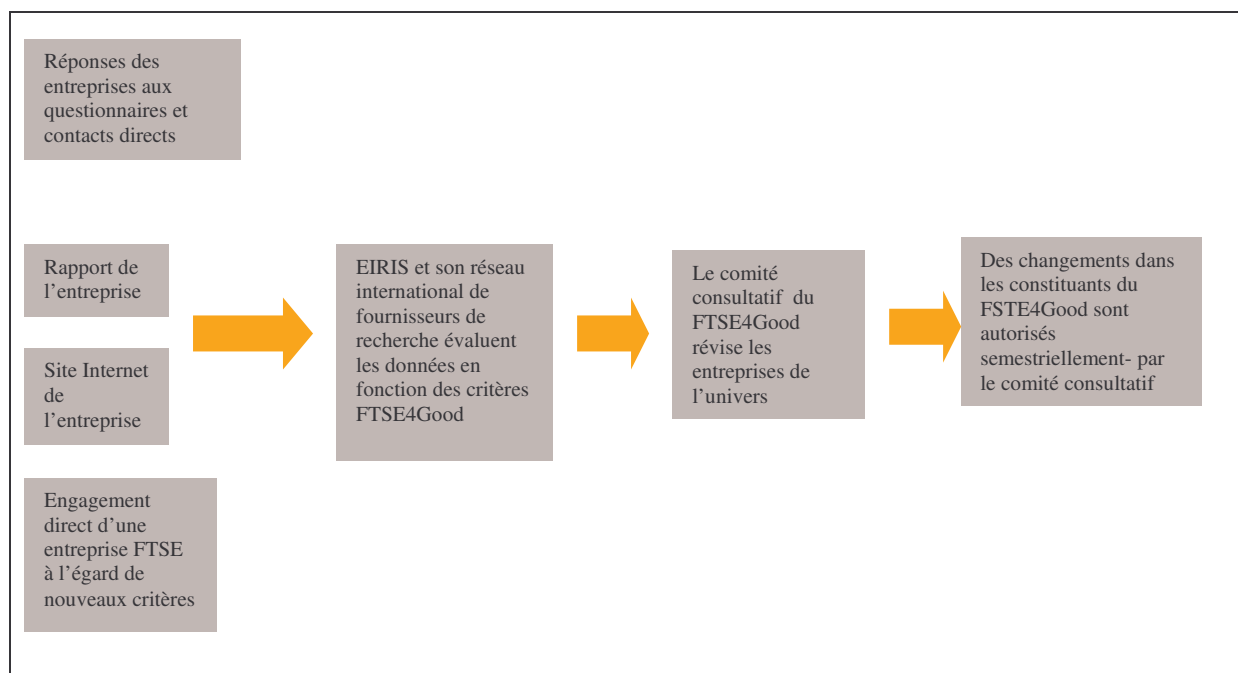 Réponses des
entreprises aux
questionnaires et
contacts directs
Rapport de
l’entreprise
Site Internet
de
l’entreprise
Engagement
direct d’une
entreprise FTSE
à l’égard de
nouveaux critères
EIRIS et son réseau
international de
fournisseurs de
recherche évaluent
les données en
fonction des critères
FTSE4Good
Le comité
consultatif du
FTSE4Good
révise les
entreprises de
l’univers
Des changements dans
les constituants du
FSTE4Good sont
autorisés
semestriellement- par
le comité consultatif